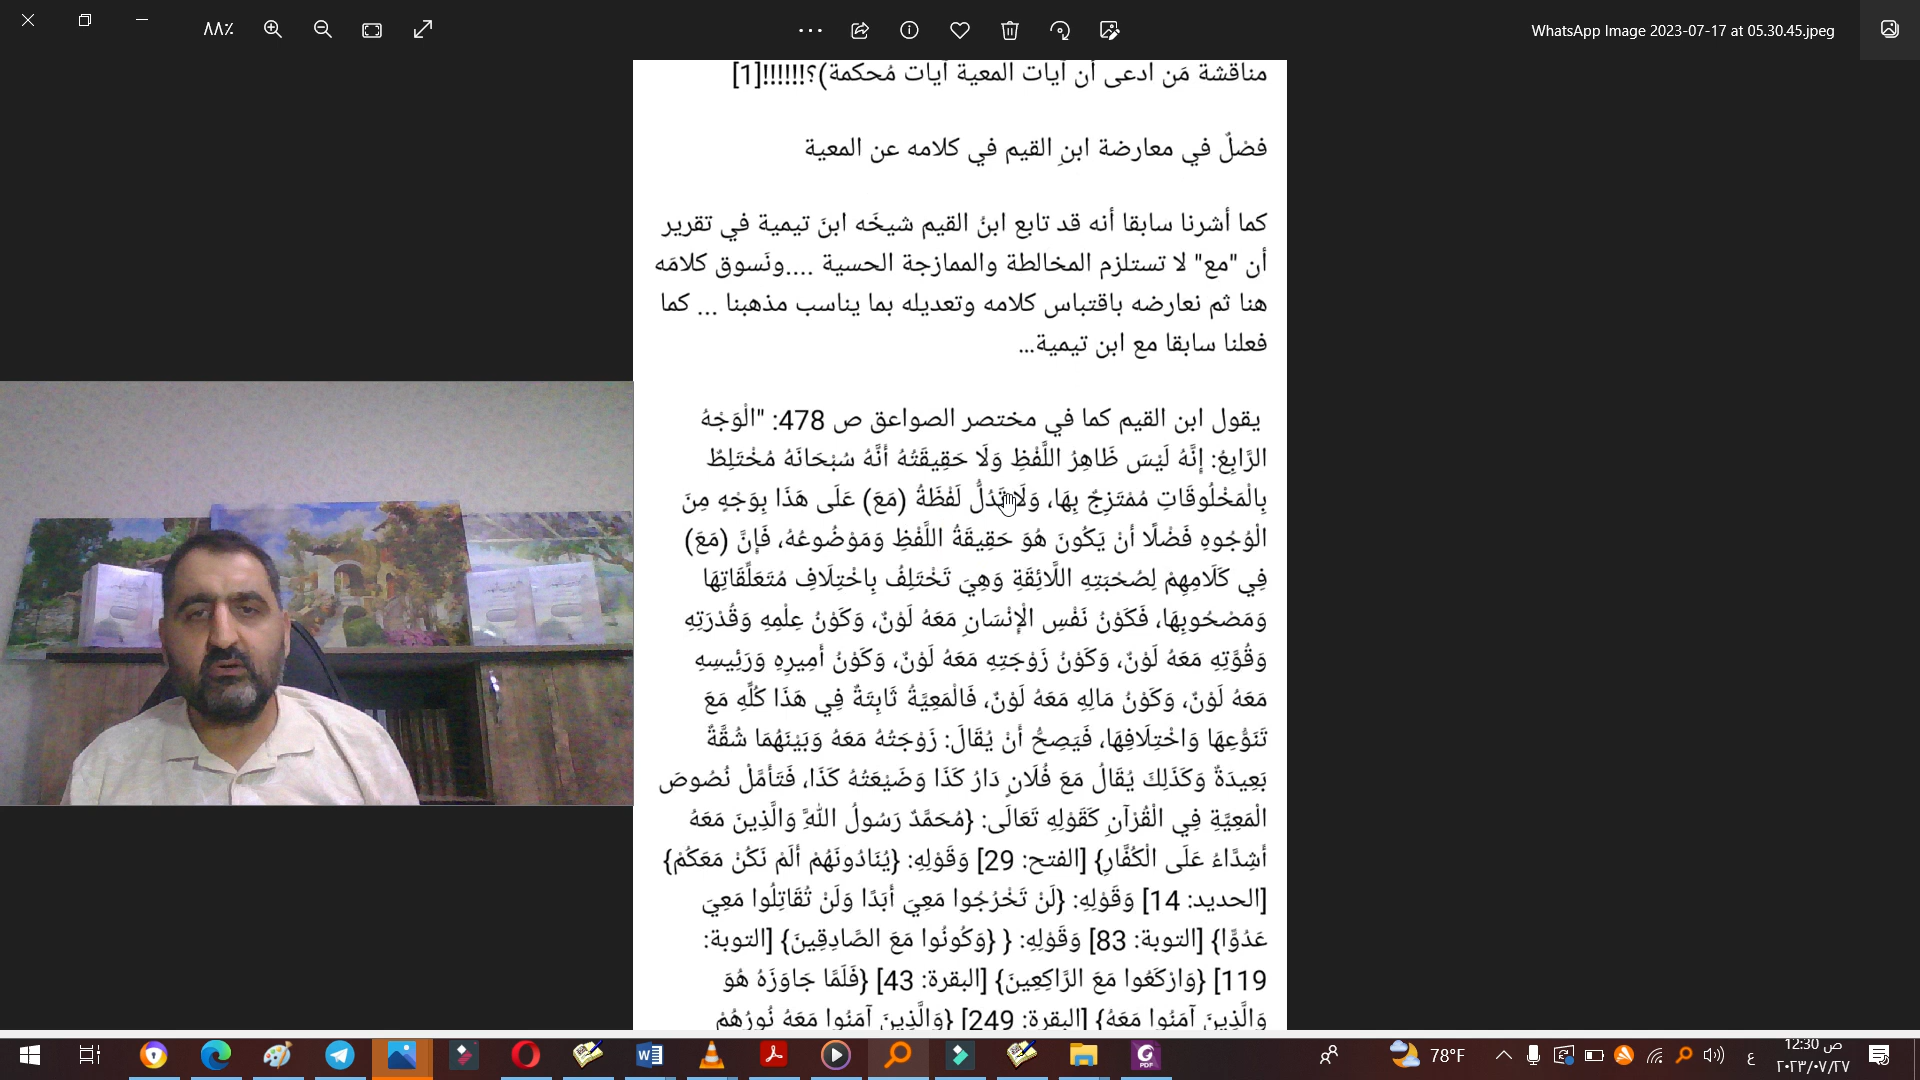 ٨٨٪
WhatsApp Image 2023-07-17 at 05.30.45.jpeg
مناقشة مَن ادعى أن آيات المعية آيات مُحكمة)؟!!!!!!![1]
فصْلٌ في معارضة ابنِ القيم في كلامه عن المعية
كما أشرنا سابقا أنه قد تابع ابنُ القيم شيخَه ابنَ تيمية في تقرير
أن "مع" لا تستلزم المخالطة والممازجة الحسية ....ونَسوق كلامَه
هنا ثم نعارضه باقتباس كلامه وتعديله بما يناسب مذهبنا ... كما
فعلنا سابقا مع ابن تيمية...
يقول ابن القيم كما في مختصر الصواعق ص 478: "الْوَجْهُ
الرَّابِعُ: إِنَّهُ لَيْسَ ظَاهِرُ اللَّفْظِ وَلَا حَقِيقَتُهُ أَنَّهُ سُبْحَانَهُ مُخْتَلِطٌ
بِالْمَخْلُوقَاتِ مُمْتَزِجٌ بِهَا، وَلَا تَدُلُّ لَفْظَةُ (مَعَ) عَلَى هَذَا بِوَجْهٍ مِنَ
الْوُجُوهِ فَضْلًا أَنْ يَكُونَ هُوَ حَقِيقَةُ اللَّفْظِ وَمَوْضُوعُهُ، فَإِنَّ (مَعَ)
فِي كَلَامِهِمْ لِصُحْبَتِهِ اللَّائِقَةِ وَهِيَ تَخْتَلِفُ بِاخْتِلَافِ مُتَعَلِّقَاتِهَا
وَمَصْحُوبِهَا، فَكَوْنُ نَفْسِ الْإِنْسَانِ مَعَهُ لَوْنٌ، وَكَوْنُ عِلْمِهِ وَقُدْرَتِهِ
وَقُوَّتِهِ مَعَهُ لَوْنٌ، وَكَوْنُ زَوْجَتِهِ مَعَهُ لَوْنٌ، وَكَوْنُ أَمِيرِهِ وَرَئِيسِهِ
مَعَهُ لَوْنٌ، وَكَوْنُ مَالِهِ مَعَهُ لَوْنٌ، فَالْمَعِيَّةُ ثَابِتَةٌ فِي هَذَا كُلِّهِ مَعَ
تَنَوُّعِهَا وَاخْتِلَافِهَا، فَيَصِحُّ أَنْ يُقَالَ: زَوْجَتُهُ مَعَهُ وَبَيْنَهُمَا شُقَّةٌ
بَعِيدَةٌ وَكَذَلِكَ يُقَالُ مَعَ فُلَانٍ دَارُ كَذَا وَضَيْعَتُهُ كَذَا، فَتَأَمَّلْ نُصُوصَ
الْمَعِيَّةِ فِي الْقُرْآنِ كَقَوْلِهِ تَعَالَى: {مُحَمَّدٌ رَسُولُ اللَّهِ وَالَّذِينَ مَعَهُ
أَشِدَّاءُ عَلَى الْكُفَّارِ} [الفتح: 29] وَقَوْلِهِ: {يُنَادُونَهُمْ أَلَمْ نَكُنْ مَعَكُمْ}
[الحديد: 14] وَقَوْلِهِ: {لَنْ تَخْرُجُوا مَعِيَ أَبَدًا وَلَنْ تُقَاتِلُوا مَعِيَ
عَدُوًّا} [التوبة: 83] وَقَوْلِهِ: { {وَكُونُوا مَعَ الصَّادِقِينَ} [التوبة:
119] {وَارْكَعُوا مَعَ الرَّاكِعِينَ} [البقرة: 43] {فَلَمَّا جَاوَزَهُ هُوَ
وَالَّذِينَ آمَنُوا مَعَهُ} [البقرة: 249] {وَالَّذِينَ آمَنُوا مَعَهُ نُورُهُمْ
78°F
ع
12:30 ص
٢٠٢٣/٠٧/٢٧